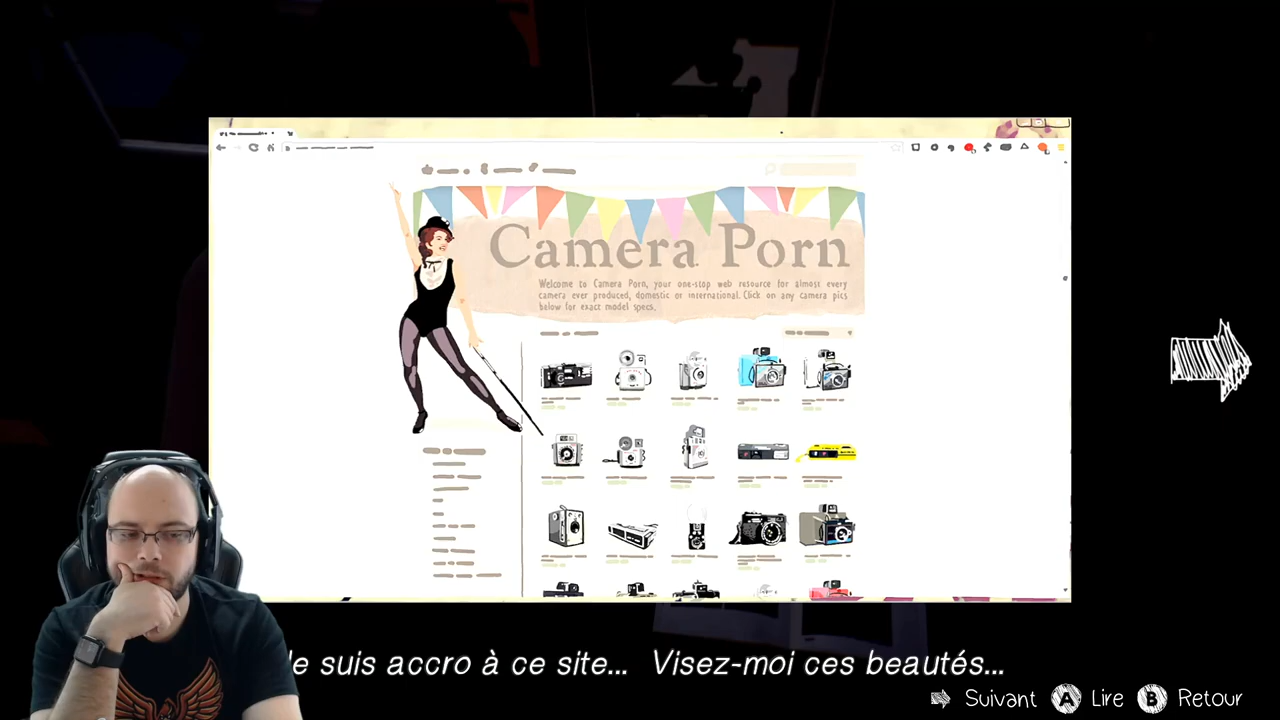 Camera Porn
Welcome to Camera Porn, your one-stop web resource for almost every
camera ever produced, domestic or international. Click on any camera pics
below for exact model specs.
Je suis accro à ce site... Visez-moi ces beautés...
Suivant A Lire B Retour